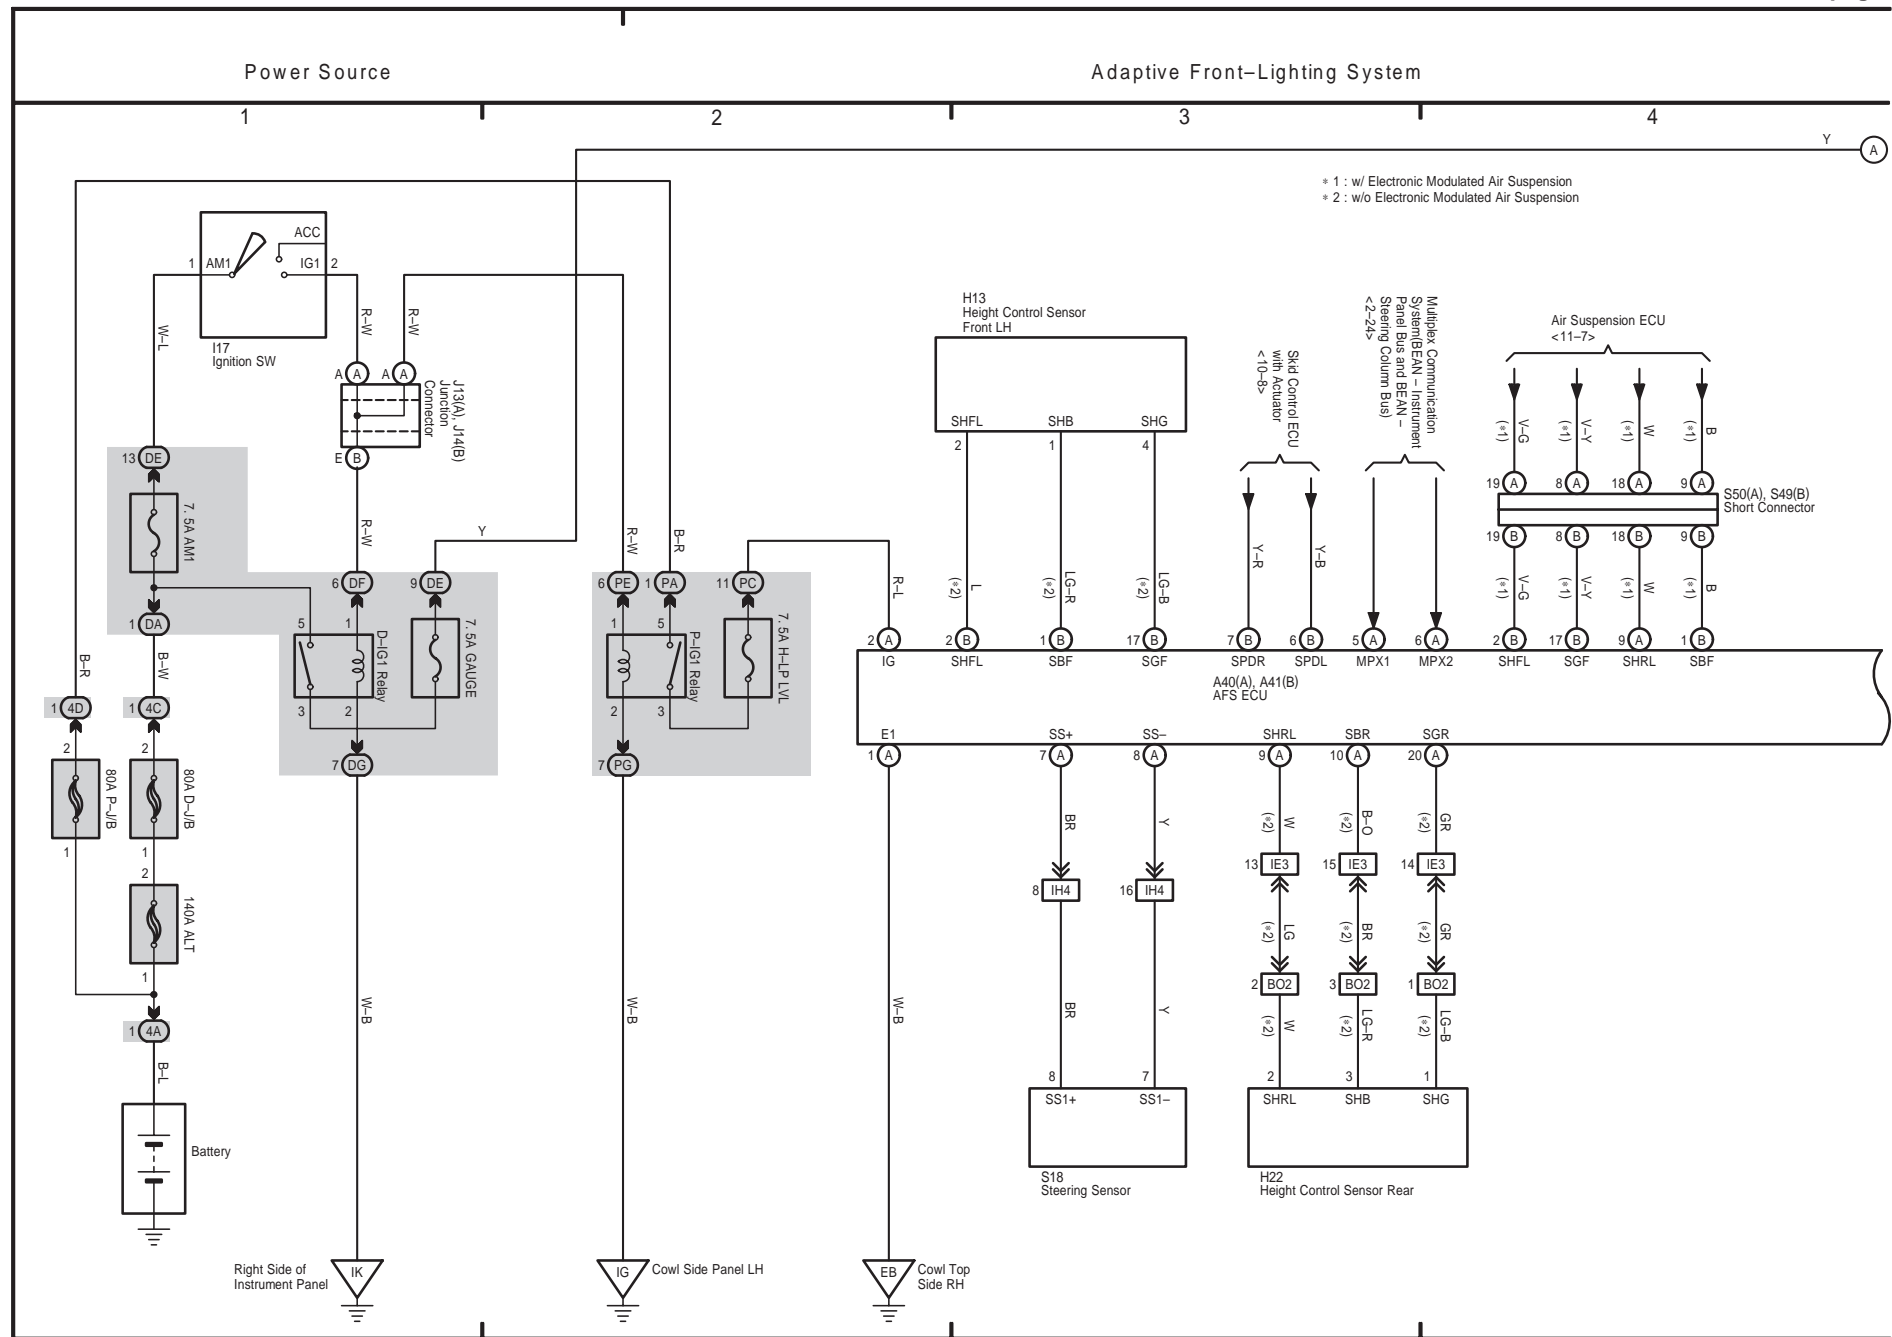 Power Source
Adaptive Front–Lighting System
1
2
3
4
Y
A
* 1 : w/ Electronic Modulated Air Suspension
* 2 : w/o Electronic Modulated Air Suspension
ACC
1 AM1
IG1 2
I17
Ignition SW
W–L
R–W
R–W
A A
A A
J13(A), J14(B)
Junction
Connector
E B
R–W
13 DE
7. 5A AM1
1 DA
6 DF
9 DE
Y
5
1
D–IG1 Relay
7. 5A GAUGE
3
2
7 DG
B–R
B–W
1 4D
1 4C
2
2
80A P–J/B
80A D–J/B
1
1
2
140A ALT
1
1 4A
B–L
Battery
W–B
Right Side of
Instrument Panel
IK
R–W
B–R
6 PE
1 PA
11 PC
1
5
P–IG1 Relay
7. 5A H–LP LVL
2
3
7 PG
W–B
IG
Cowl Side Panel LH
R–L
H13
Height Control Sensor
Front LH
SHFL
SHB
SHG
2
1
4
L
(*2)
LG–R
(*2)
LG–B
(*2)
Skid Control ECU
with Actuator
<10–8>
Y–R
Y–B
Multiplex Communication
System(BEAN – Instrument
Panel Bus and BEAN –
Steering Column Bus)
<2–24>
Air Suspension ECU
<11–7>
V–G
(*1)
V–Y
(*1)
W
(*1)
B
(*1)
19 A
8 A
18 A
9 A
S50(A), S49(B)
Short Connector
19 B
8 B
18 B
9 B
V–G
(*1)
V–Y
(*1)
W
(*1)
B
(*1)
2 A
2 B
1 B
17 B
7 B
6 B
5 A
6 A
2 B
17 B
9 A
1 B
IG
SHFL
SBF
SGF
SPDR
SPDL
MPX1
MPX2
SHFL
SGF
SHRL
SBF
A40(A), A41(B)
AFS ECU
E1
SS+
SS–
SHRL
SBR
SGR
1 A
7 A
8 A
9 A
10 A
20 A
BR
Y
W
(*2)
B–O
(*2)
GR
(*2)
8 IH4
16 IH4
13 IE3
15 IE3
14 IE3
LG
(*2)
BR
(*2)
GR
(*2)
2 BO2
3 BO2
1 BO2
W–B
BR
Y
W
(*2)
LG–R
(*2)
LG–B
(*2)
8
7
2
3
1
SS1+
SS1–
SHRL
SHB
SHG
S18
Steering Sensor
H22
Height Control Sensor Rear
EB
Cowl Top
Side RH